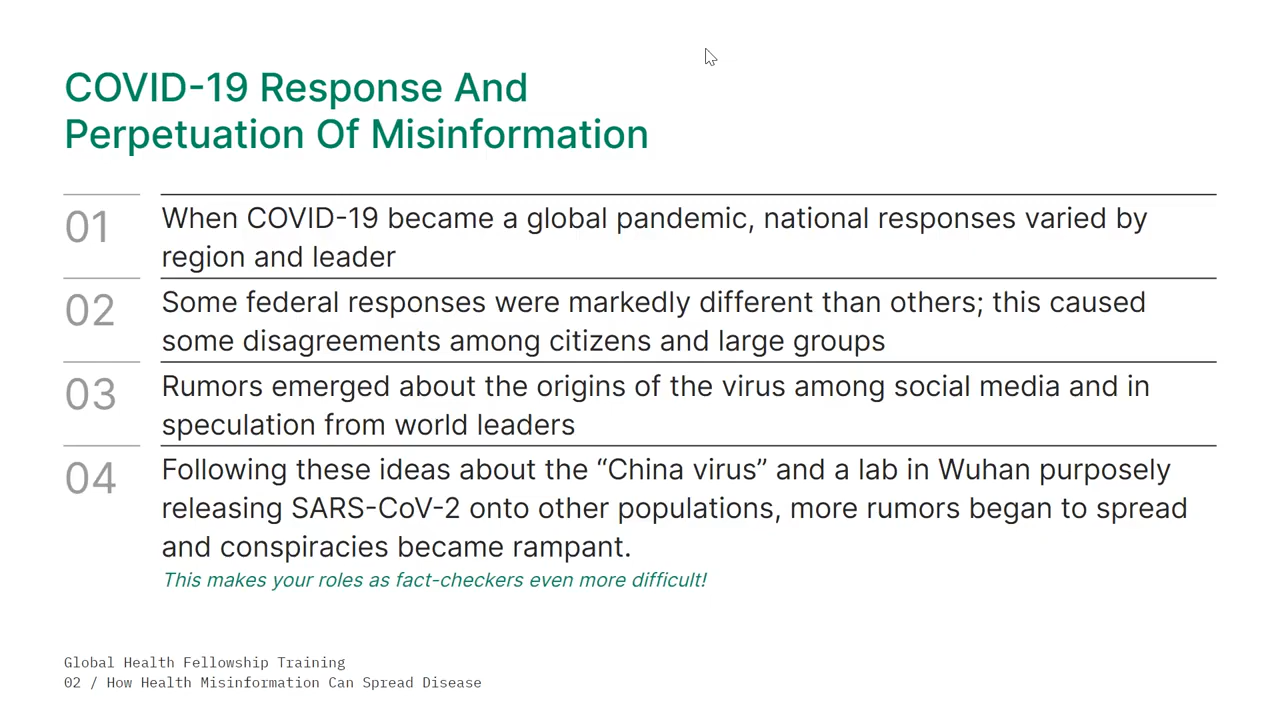 COVID-19 Response And
Perpetuation Of Misinformation
01
When COVID-19 became a global pandemic, national responses varied by
region and leader
02
Some federal responses were markedly different than others; this caused
some disagreements among citizens and large groups
03
Rumors emerged about the origins of the virus among social media and in
speculation from world leaders
04
Following these ideas about the “China virus” and a lab in Wuhan purposely
releasing SARS-CoV-2 onto other populations, more rumors began to spread
and conspiracies became rampant.
This makes your roles as fact-checkers even more difficult!
Global Health Fellowship Training
02 / How Health Misinformation Can Spread Disease